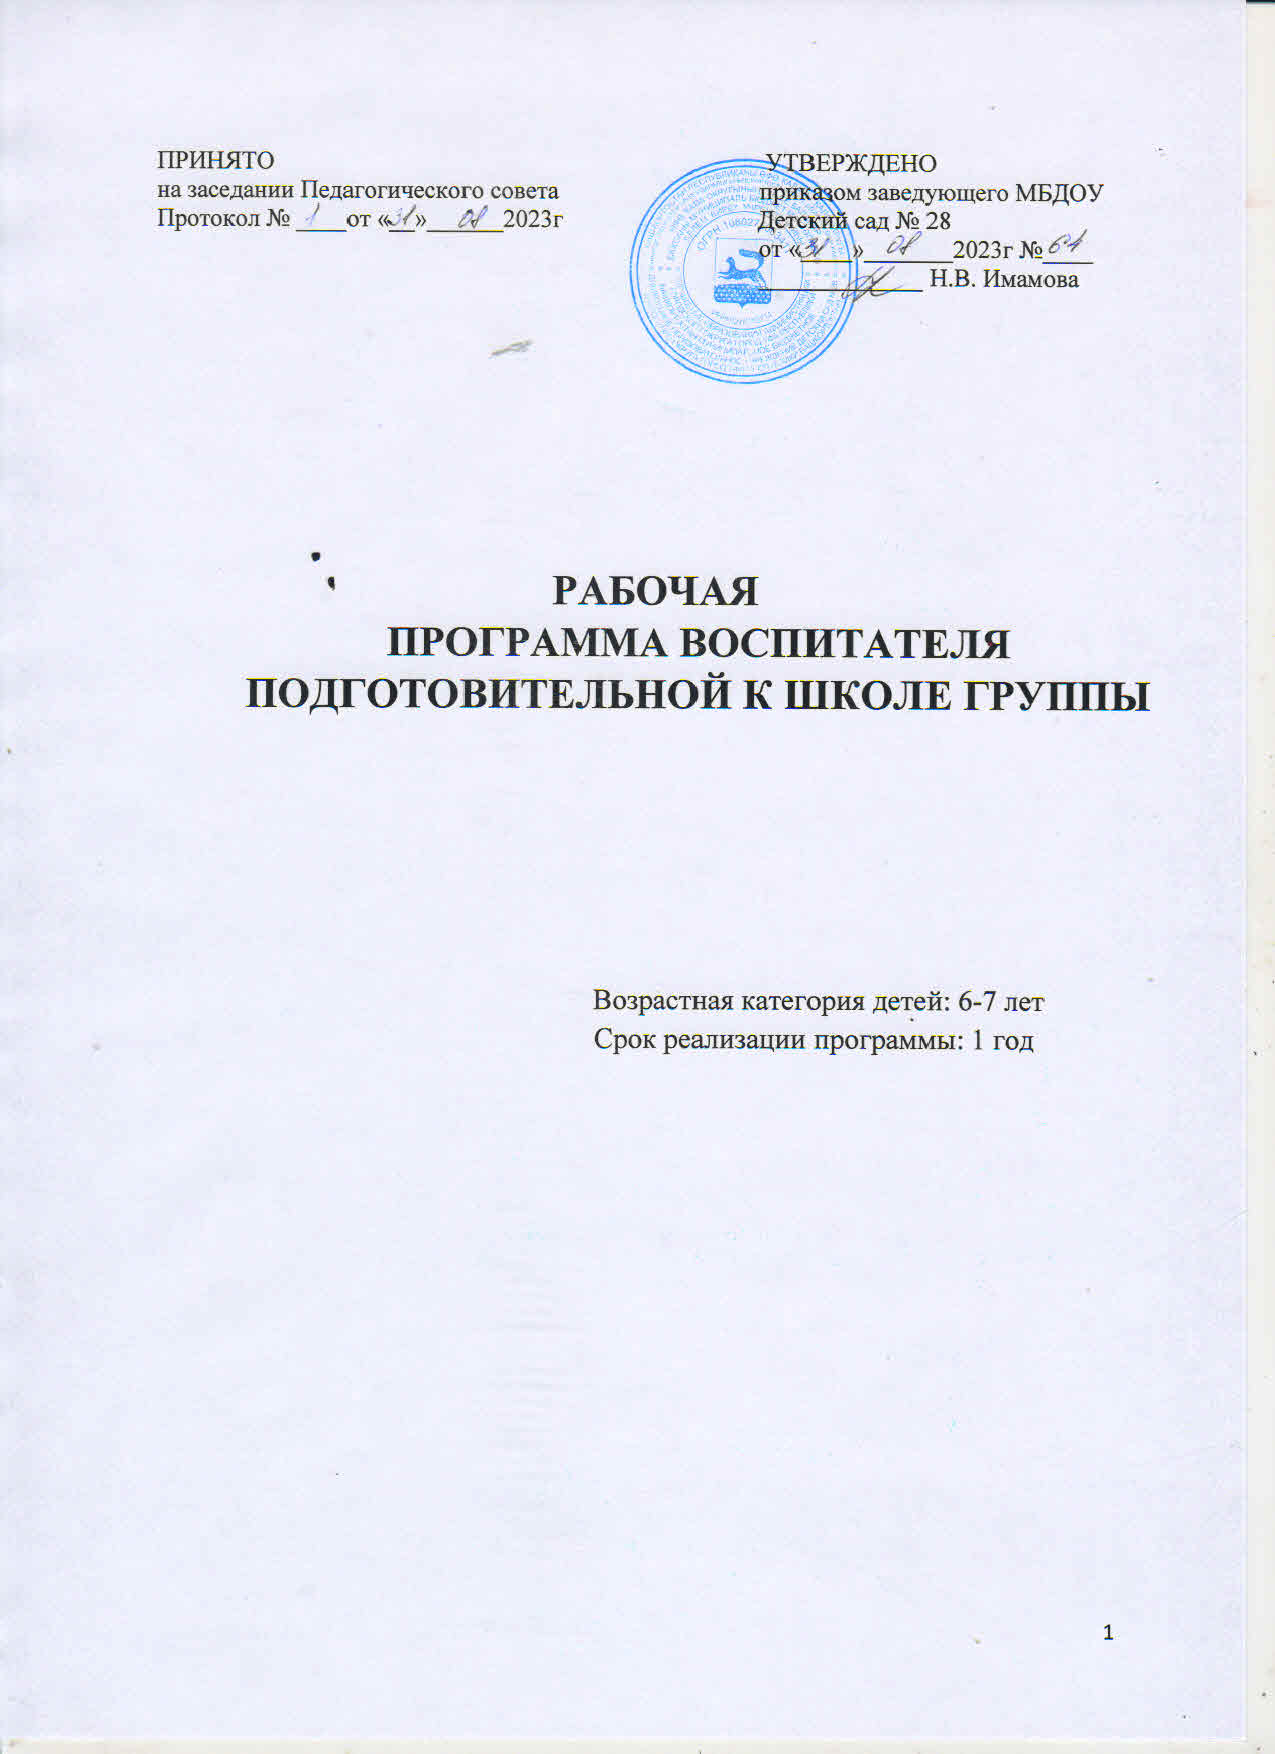 ПРИНЯТО
на заседании Педагогического совета
Протокол № 1 от «31» 08 2023г
УТВЕРЖДЕНО
приказом заведующего МБДОУ
Детский сад № 28
от «31» 08 2023г № 64
Н.В. Имамова
ОГРН
РАБОЧАЯ
ПРОГРАММА ВОСПИТАТЕЛЯ
ПОДГОТОВИТЕЛЬНОЙ К ШКОЛЕ ГРУППЫ
Возрастная категория детей: 6-7 лет
Срок реализации программы: 1 год
1